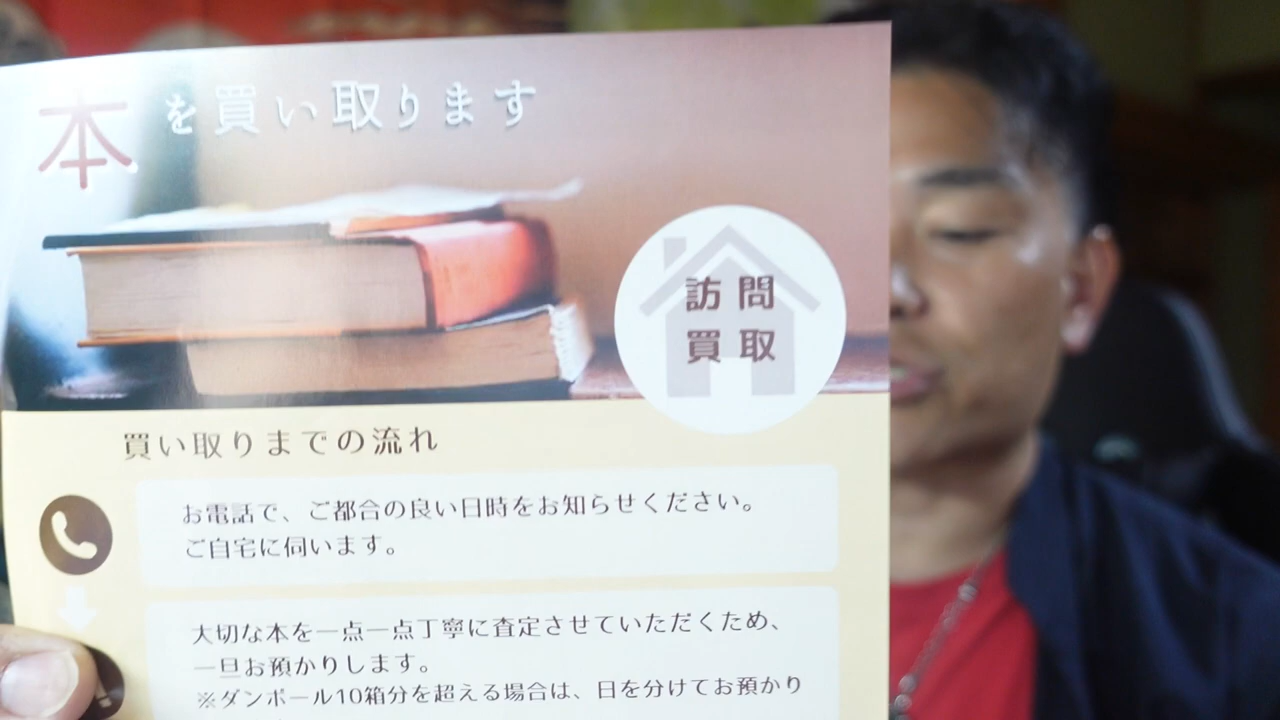 本を買い取ります
訪問
買取
買い取りまでの流れ
お電話で、ご都合の良い日時をお知らせください。
ご自宅に伺います。
大切な本を一点一点丁寧に査定させていただくため、
一旦お預かりします。
※ダンボール10箱分を超える場合は、日を分けてお預かり